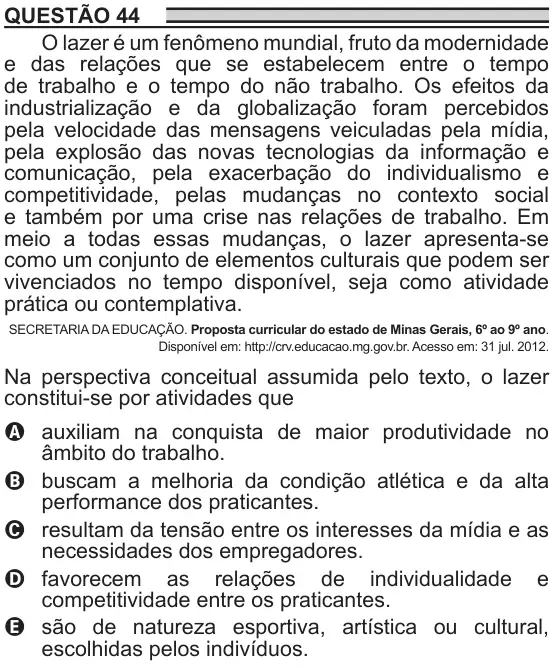 QUESTÃO 44
O lazer é um fenômeno mundial, fruto da modernidade
e das relações que se estabelecem entre o tempo
de trabalho e o tempo do não trabalho. Os efeitos da
industrialização e da globalização foram percebidos
pela velocidade das mensagens veiculadas pela mídia,
pela explosão das novas tecnologias da informação e
comunicação, pela exacerbação do individualismo e
competitividade, pelas mudanças no contexto social
e também por uma crise nas relações de trabalho. Em
meio a todas essas mudanças, o lazer apresenta-se
como um conjunto de elementos culturais que podem ser
vivenciados no tempo disponível, seja como atividade
prática ou contemplativa.
SECRETARIA DA EDUCAÇÃO. Proposta curricular do estado de Minas Gerais, 6º ao 9º ano.
Disponível em: http://crv.educacao.mg.gov.br. Acesso em: 31 jul. 2012.
Na perspectiva conceitual assumida pelo texto, o lazer
constitui-se por atividades que
A auxiliam na conquista de maior produtividade no
âmbito do trabalho.
B buscam a melhoria da condição atlética e da alta
performance dos praticantes.
C resultam da tensão entre os interesses da mídia e as
necessidades dos empregadores.
D favorecem as relações de individualidade e
competitividade entre os praticantes.
E são de natureza esportiva, artística ou cultural,
escolhidas pelos indivíduos.